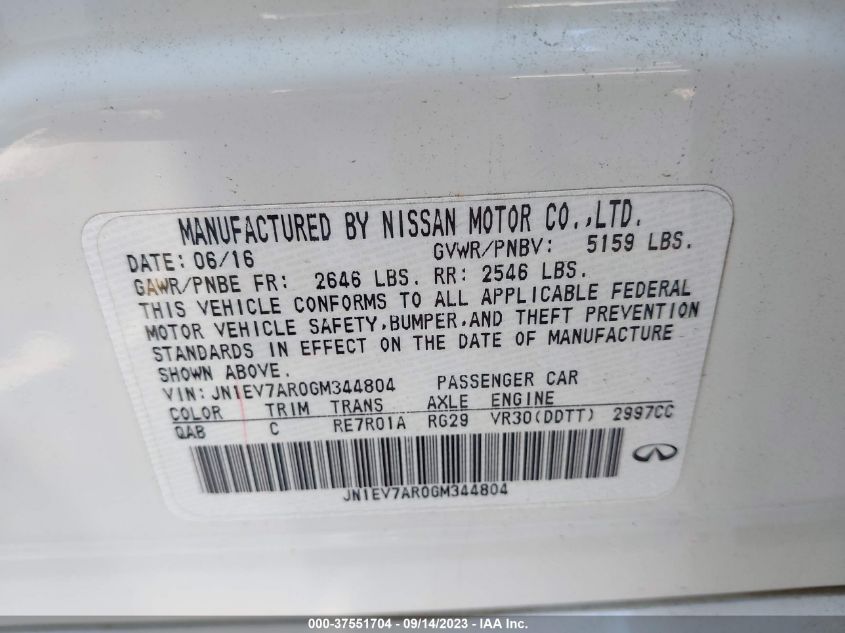 MANUFACTURED BY NISSAN MOTOR CO.,LTD.
DATE: 06/16 GVWR/PNBV: 5159 LBS.
GAWR/PNBE FR: 2646 LBS. RR: 2546 LBS.
THIS VEHICLE CONFORMS TO ALL APPLICABLE FEDERAL
MOTOR VEHICLE SAFETY,BUMPER,AND THEFT PREVENTION
STANDARDS IN EFFECT ON THE DATE OF MANUFACTURE
SHOWN ABOVE.
VIN: JN1EV7AR0GM344804 PASSENGER CAR
COLOR TRIM TRANS AXLE ENGINE
QAB C RE7R01A RG29 VR30(DDTT) 2997CC
JN1EV7AR0GM344804
000-37551704 - 09/14/2023 - IAA Inc.